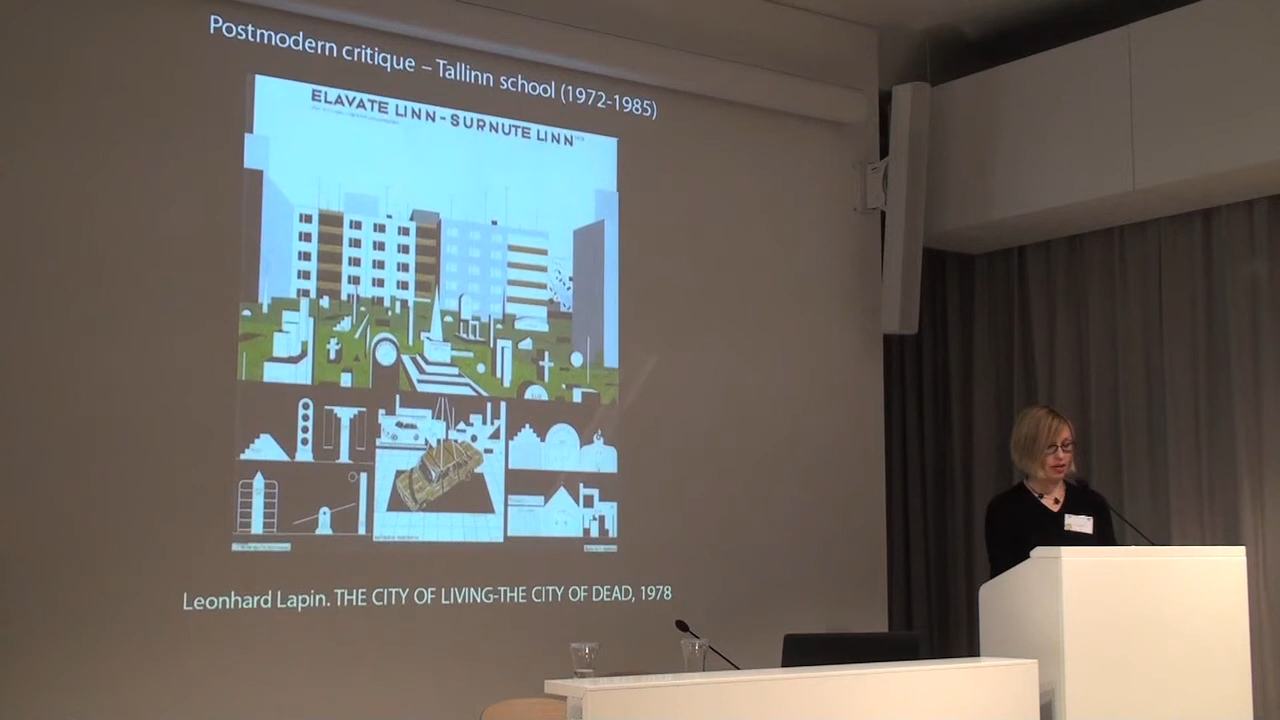 Postmodern critique – Tallinn school (1972-1985)
ELAVATE LINN - SURNUTE LINN
Leonhard Lapin. THE CITY OF LIVING-THE CITY OF DEAD, 1978